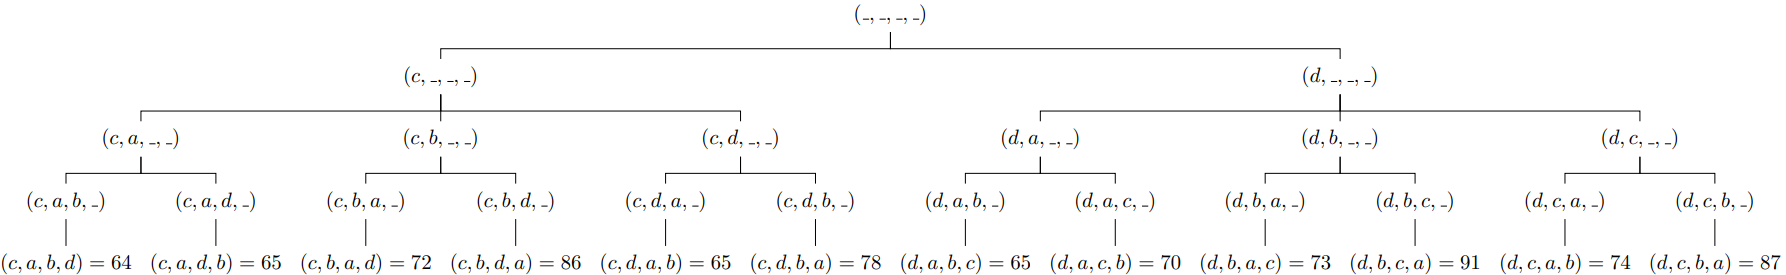 (_, _, _, _)
(c, _, _, _) (d, _, _, _)
(c, a, _, _) (c, b, _, _) (c, d, _, _) (d, a, _, _) (d, b, _, _) (d, c, _, _)
(c, a, b, _) (c, a, d, _) (c, b, a, _) (c, b, d, _) (c, d, a, _) (c, d, b, _) (d, a, b, _) (d, a, c, _) (d, b, a, _) (d, b, c, _) (d, c, a, _) (d, c, b, _)
(c, a, b, d) = 64 (c, a, d, b) = 65 (c, b, a, d) = 72 (c, b, d, a) = 86 (c, d, a, b) = 65 (c, d, b, a) = 78 (d, a, b, c) = 65 (d, a, c, b) = 70 (d, b, a, c) = 73 (d, b, c, a) = 91 (d, c, a, b) = 74 (d, c, b, a) = 87